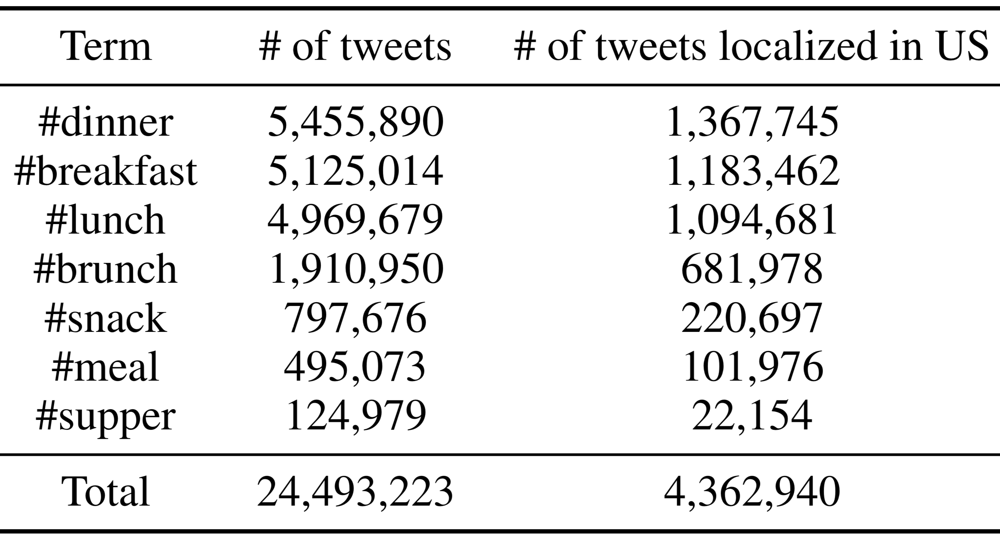 Term # of tweets # of tweets localized in US
#dinner 5,455,890 1,367,745
#breakfast 5,125,014 1,183,462
#lunch 4,969,679 1,094,681
#brunch 1,910,950 681,978
#snack 797,676 220,697
#meal 495,073 101,976
#supper 124,979 22,154
Total 24,493,223 4,362,940